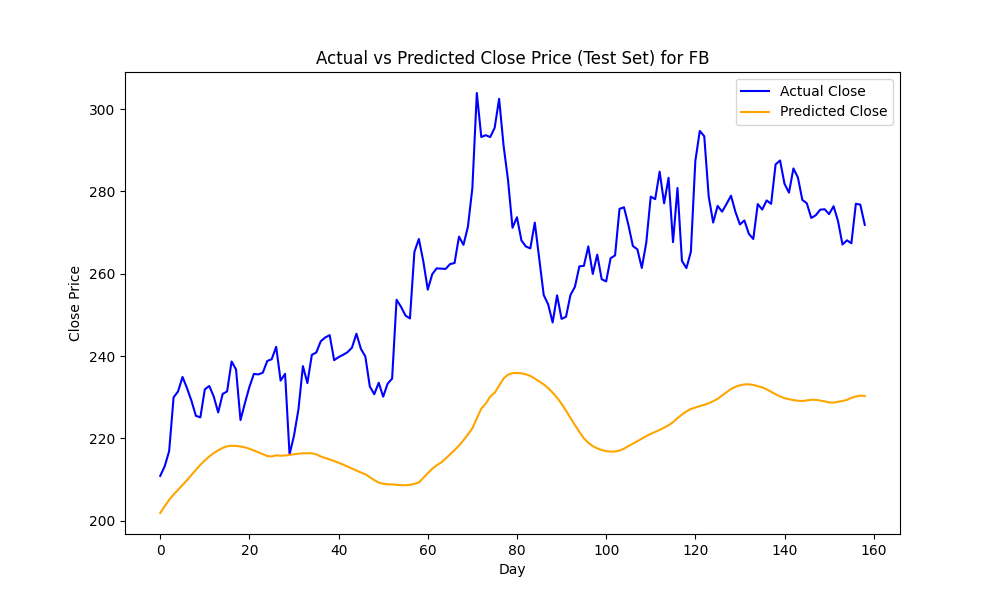 Actual vs Predicted Close Price (Test Set) for FB
Actual Close
Predicted Close
Close Price
300
280
260
240
220
200
0 20 40 60 80 100 120 140 160
Day